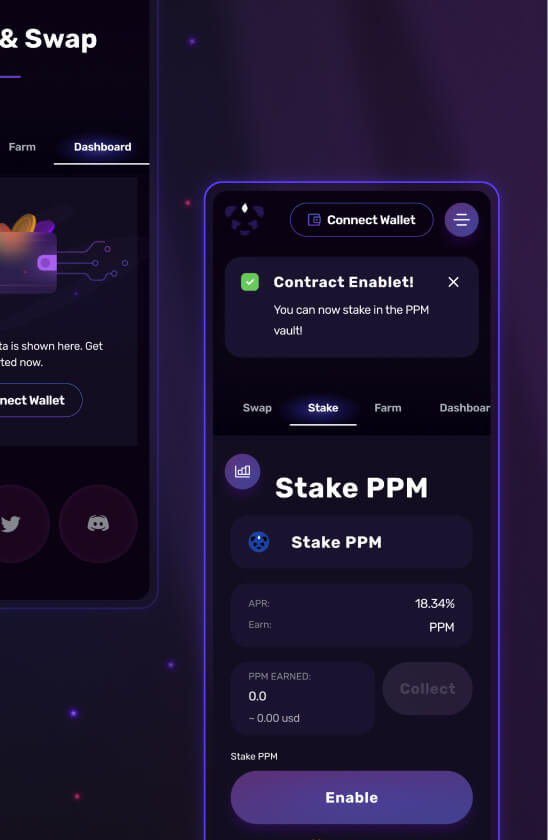 & Swap
Farm
Dashboard
ta is shown here. Get
ted now.
nect Wallet
Connect Wallet
Contract Enablet!
You can now stake in the PPM
vault!
Swap
Stake
Farm
Dashboar
Stake PPM
Stake PPM
APR:
18.34%
Earn:
PPM
PPM EARNED:
0.0
Collect
~ 0.00 usd
Stake PPM
Enable